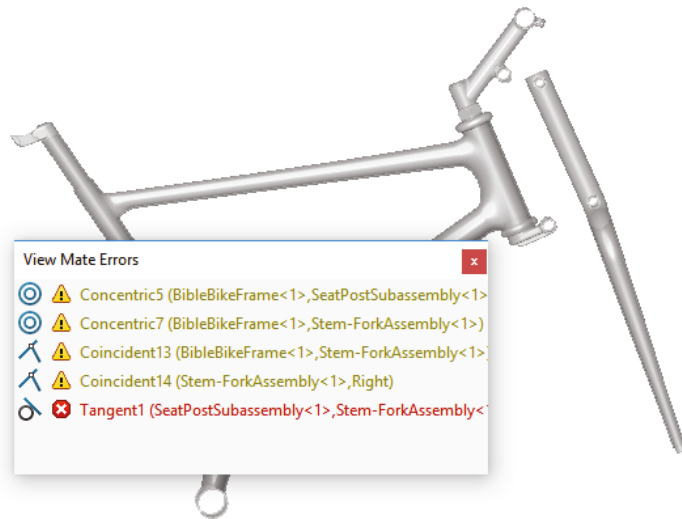 View Mate Errors
x
Concentric5 (BibleBikeFrame<1>,SeatPostSubassembly<1>
Concentric7 (BibleBikeFrame<1>,Stem-ForkAssembly<1>)
Coincident13 (BibleBikeFrame<1>,Stem-ForkAssembly<1>
Coincident14 (Stem-ForkAssembly<1>,Right)
Tangent1 (SeatPostSubassembly<1>,Stem-ForkAssembly<